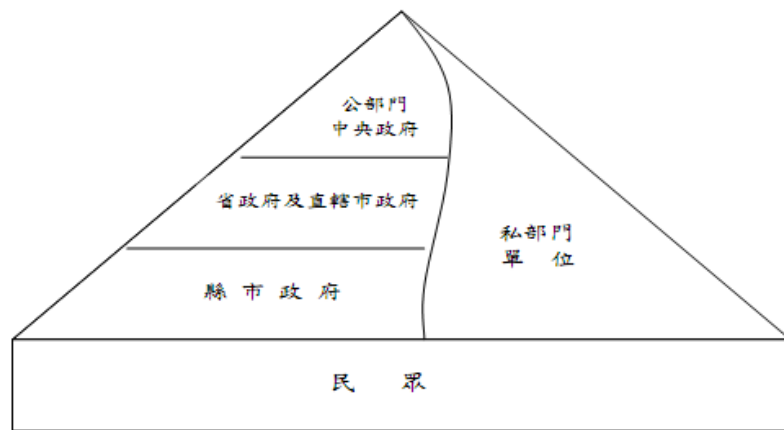 公部門
中央政府
省政府及直轄市政府
私部門
單 位
縣 市 政 府
民 眾